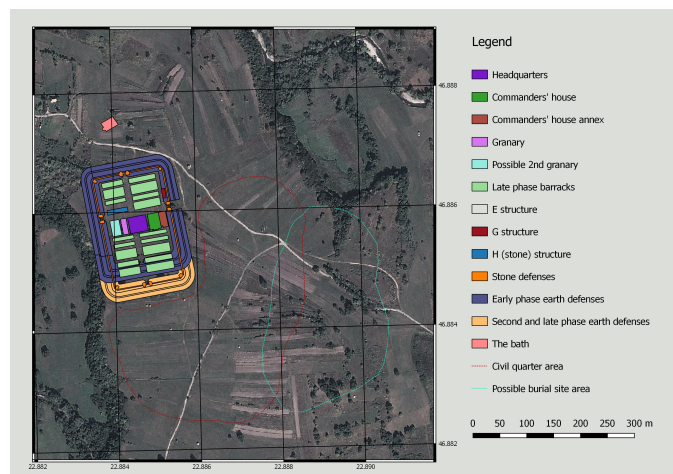 Legend
Headquarters
Commanders' house
Commanders' house annex
Granary
Possible 2nd granary
Late phase barracks
E structure
G structure
H (stone) structure
Stone defenses
Early phase earth defenses
Second and late phase earth defenses
The bath
Civil quarter area
Possible burial site area
0 50 100 150 200 250 300 m
46.888
46.886
46.884
46.882
22.882 22.884 22.886 22.888 22.990